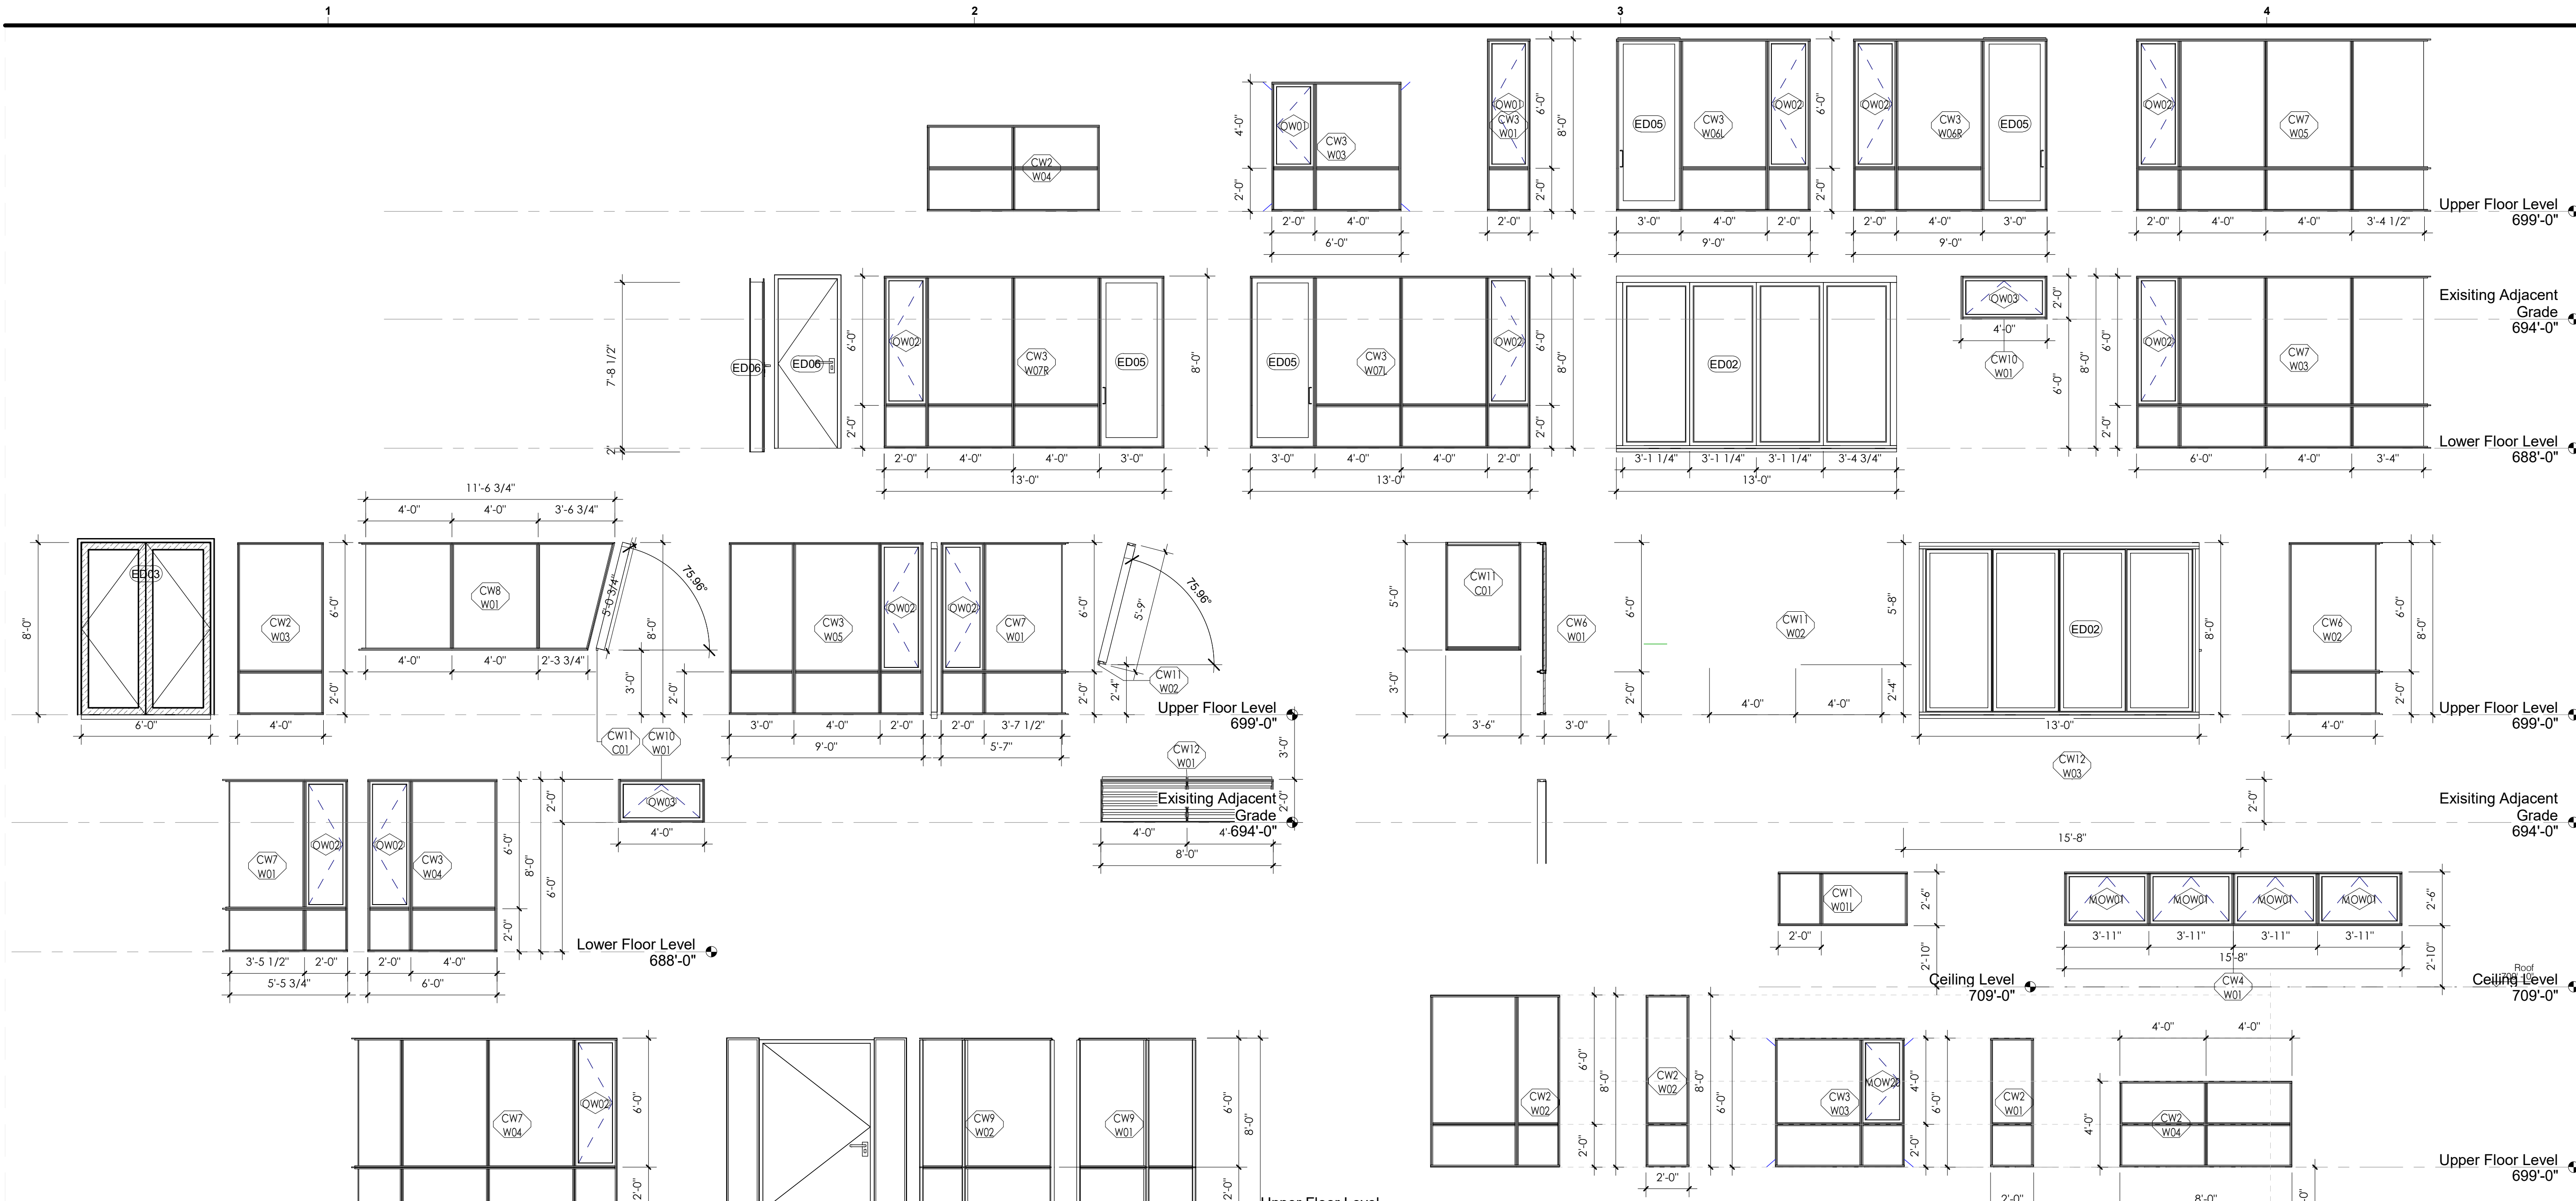 1
2
3
4
CW2
W04
4'-0"
2'-0"
OW01
CW3
W03
2'-0"
4'-0"
6'-0"
OW01
CW3
W01
6'-0"
8'-0"
2'-0"
2'-0"
ED05
CW3
W06L
OW02
6'-0"
2'-0"
3'-0"
4'-0"
2'-0"
9'-0"
OW02
CW3
W06R
ED05
2'-0"
4'-0"
3'-0"
9'-0"
OW02
CW7
W05
2'-0"
4'-0"
4'-0"
3'-4 1/2"
Upper Floor Level
699'-0"
7'-8 1/2"
2"
ED06
ED06
6'-0"
2'-0"
OW02
CW3
W07R
ED05
8'-0"
2'-0"
4'-0"
4'-0"
3'-0"
13'-0"
ED05
CW3
W07L
OW02
6'-0"
8'-0"
2'-0"
3'-0"
4'-0"
4'-0"
2'-0"
13'-0"
ED02
3'-1 1/4"
3'-1 1/4"
3'-1 1/4"
3'-4 3/4"
13'-0"
OW03
4'-0"
CW10
W01
2'-0"
6'-0"
8'-0"
6'-0"
2'-0"
OW02
CW7
W03
6'-0"
4'-0"
3'-4"
Exisiting Adjacent
Grade
694'-0"
Lower Floor Level
688'-0"
8'-0"
ED03
6'-0"
CW2
W03
4'-0"
6'-0"
2'-0"
11'-6 3/4"
4'-0"
4'-0"
3'-6 3/4"
CW8
W01
4'-0"
4'-0"
2'-3 3/4"
5'-0 3/4"
75.96°
8'-0"
3'-0"
2'-0"
CW11
C01
CW10
W01
CW3
W05
OW02
3'-0"
4'-0"
2'-0"
9'-0"
OW02
CW7
W01
2'-0"
3'-7 1/2"
5'-7"
6'-0"
2'-0"
5'-9"
75.96°
2'-4"
CW11
W02
Upper Floor Level
699'-0"
5'-0"
3'-0"
CW11
C01
3'-6"
CW6
W01
3'-0"
6'-0"
2'-0"
CW11
W02
4'-0"
4'-0"
5'-8"
2'-4"
ED02
13'-0"
8'-0"
CW6
W02
4'-0"
6'-0"
8'-0"
2'-0"
Upper Floor Level
699'-0"
CW7
W01
OW02
3'-5 1/2"
2'-0"
5'-5 3/4"
OW02
CW3
W04
2'-0"
4'-0"
6'-0"
6'-0"
2'-0"
8'-0"
2'-0"
6'-0"
OW03
4'-0"
Lower Floor Level
688'-0"
CW12
W01
3'-0"
2'-0"
4'-0"
4'-
8'-0"
Exisiting Adjacent
Grade
694'-0"
CW12
W03
2'-0"
15'-8"
Exisiting Adjacent
Grade
694'-0"
CW1
W01L
2'-0"
2'-6"
2'-10"
MOW01
MOW01
MOW01
MOW01
3'-11"
3'-11"
3'-11"
3'-11"
15'-8"
2'-6"
2'-10"
CW4
W01
Ceiling Level
709'-0"
Roof
Ceiling Level
709'-0"
CW7
W04
OW02
6'-0"
2'-0"
CW9
W02
CW9
W01
6'-0"
8'-0"
2'-0"
Upper Floor Level
CW2
W02
6'-0"
8'-0"
2'-0"
CW2
W02
2'-0"
8'-0"
6'-0"
CW3
W03
4'-0"
2'-0"
6'-0"
CW2
W01
2'-0"
4'-0"
4'-0"
4'-0"
CW2
W04
8'-0"
Upper Floor Level
699'-0"